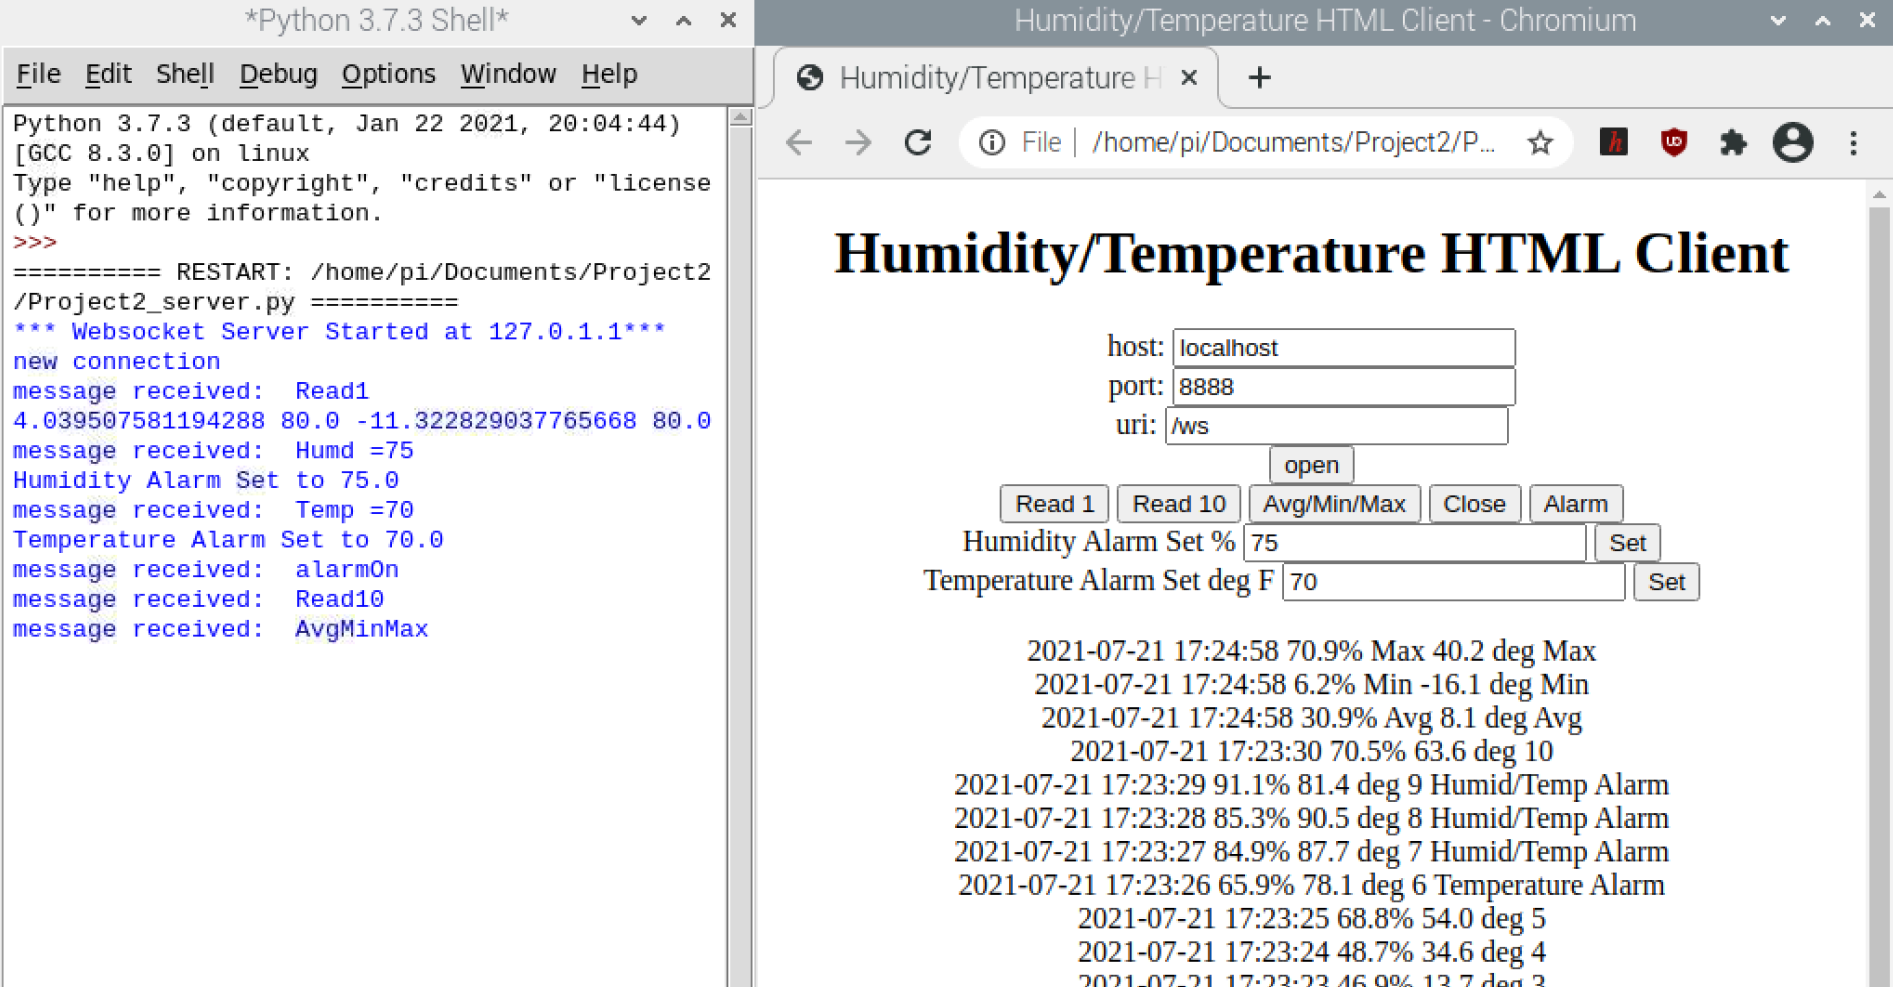 *Python 3.7.3 Shell*
File Edit Shell Debug Options Window Help
Python 3.7.3 (default, Jan 22 2021, 20:04:44)
[GCC 8.3.0] on linux
Type "help", "copyright", "credits" or "license
()" for more information.
>>>
========== RESTART: /home/pi/Documents/Project2
/Project2_server.py ==========
*** Websocket Server Started at 127.0.1.1***
new connection
message received:  Read1
4.039507581194288 80.0 -11.322829037765668 80.0
message received:  Humd =75
Humidity Alarm Set to 75.0
message received:  Temp =70
Temperature Alarm Set to 70.0
message received:  alarmOn
message received:  Read10
message received:  AvgMinMax
Humidity/Temperature HTML Client - Chromium
Humidity/Temperature H
File | /home/pi/Documents/Project2/P...
Humidity/Temperature HTML Client
host: localhost
port: 8888
uri: /ws
open
Read 1 Read 10 Avg/Min/Max Close Alarm
Humidity Alarm Set % 75 Set
Temperature Alarm Set deg F 70 Set
2021-07-21 17:24:58 70.9% Max 40.2 deg Max
2021-07-21 17:24:58 6.2% Min -16.1 deg Min
2021-07-21 17:24:58 30.9% Avg 8.1 deg Avg
2021-07-21 17:23:30 70.5% 63.6 deg 10
2021-07-21 17:23:29 91.1% 81.4 deg 9 Humid/Temp Alarm
2021-07-21 17:23:28 85.3% 90.5 deg 8 Humid/Temp Alarm
2021-07-21 17:23:27 84.9% 87.7 deg 7 Humid/Temp Alarm
2021-07-21 17:23:26 65.9% 78.1 deg 6 Temperature Alarm
2021-07-21 17:23:25 68.8% 54.0 deg 5
2021-07-21 17:23:24 48.7% 34.6 deg 4
2021-07-21 17:23:23 46.9% 13.7 deg 3